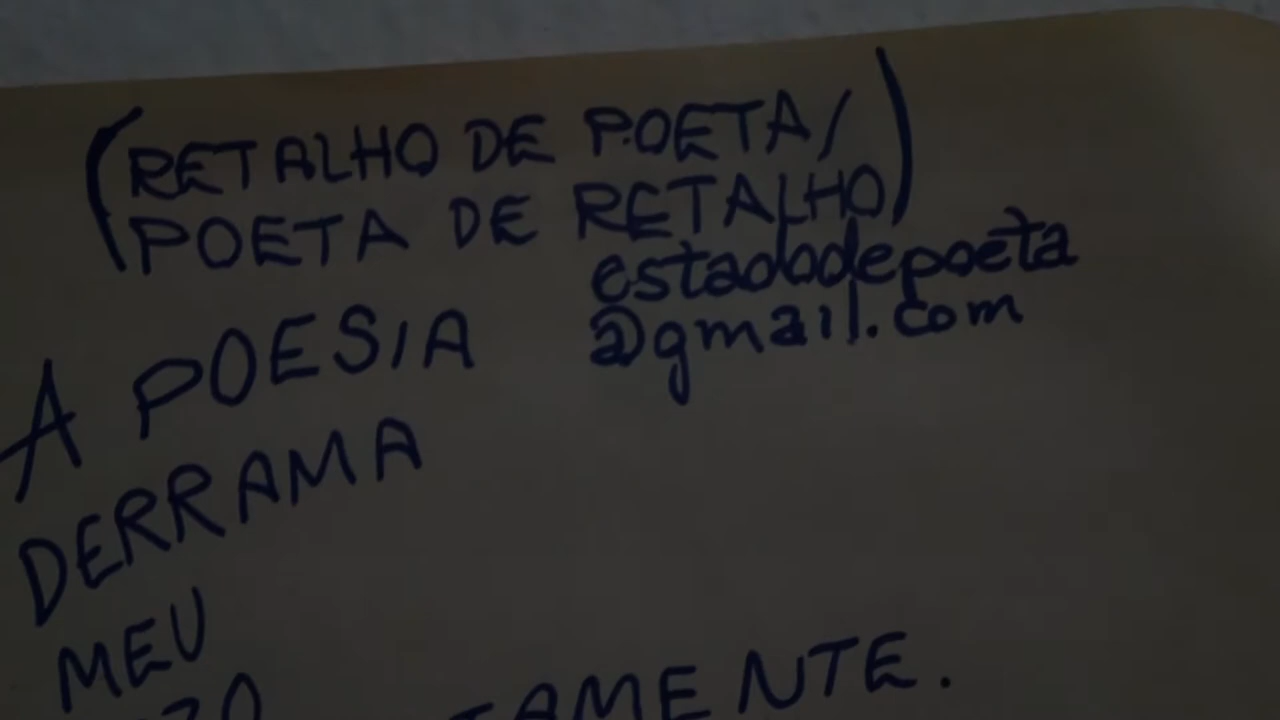 (RETALHO DE POETA/
POETA DE RETALHO)
estadodepoeta
@gmail.com
A POESIA
DERRAMA
MEU